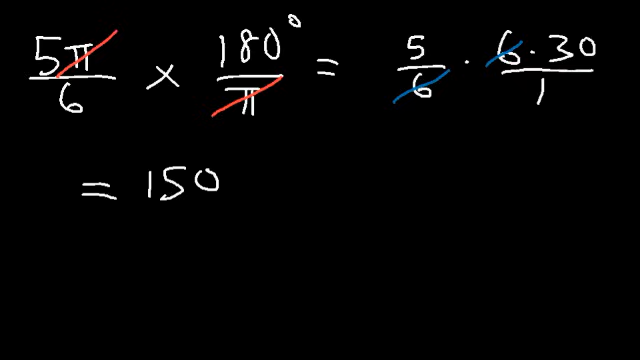 5π/6 × 180°/π = 5/6 · 6·30/1
= 150